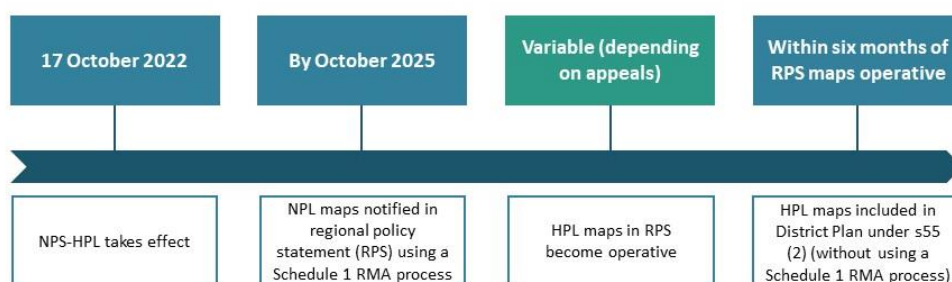 17 October 2022
By October 2025
Variable (depending
on appeals)
Within six months of
RPS maps operative
NPS-HPL takes effect
NPL maps notified in
regional policy
statement (RPS) using a
Schedule 1 RMA process
HPL maps in RPS
become operative
HPL maps included in
District Plan under s55
(2) (without using a
Schedule 1 RMA process)